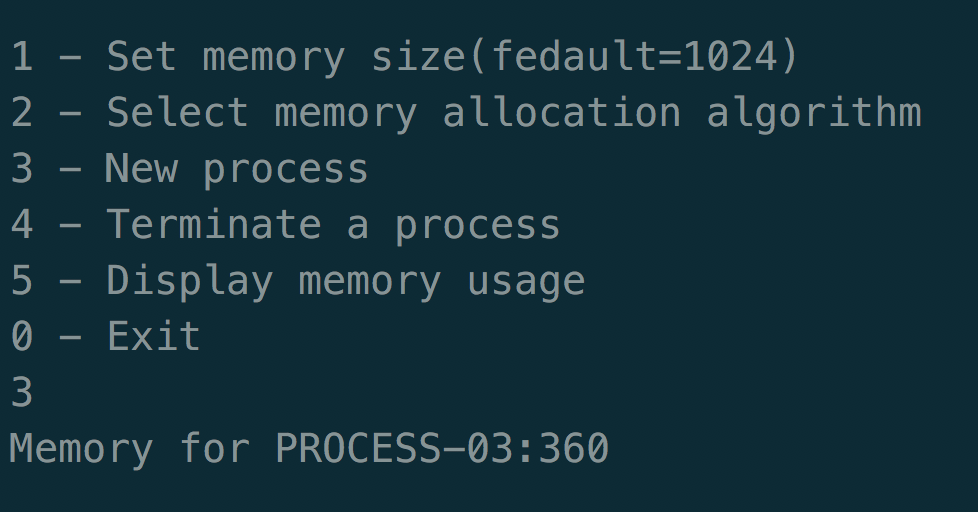 1 - Set memory size(fedault=1024)
2 - Select memory allocation algorithm
3 - New process
4 - Terminate a process
5 - Display memory usage
0 - Exit
3
Memory for PROCESS-03:360